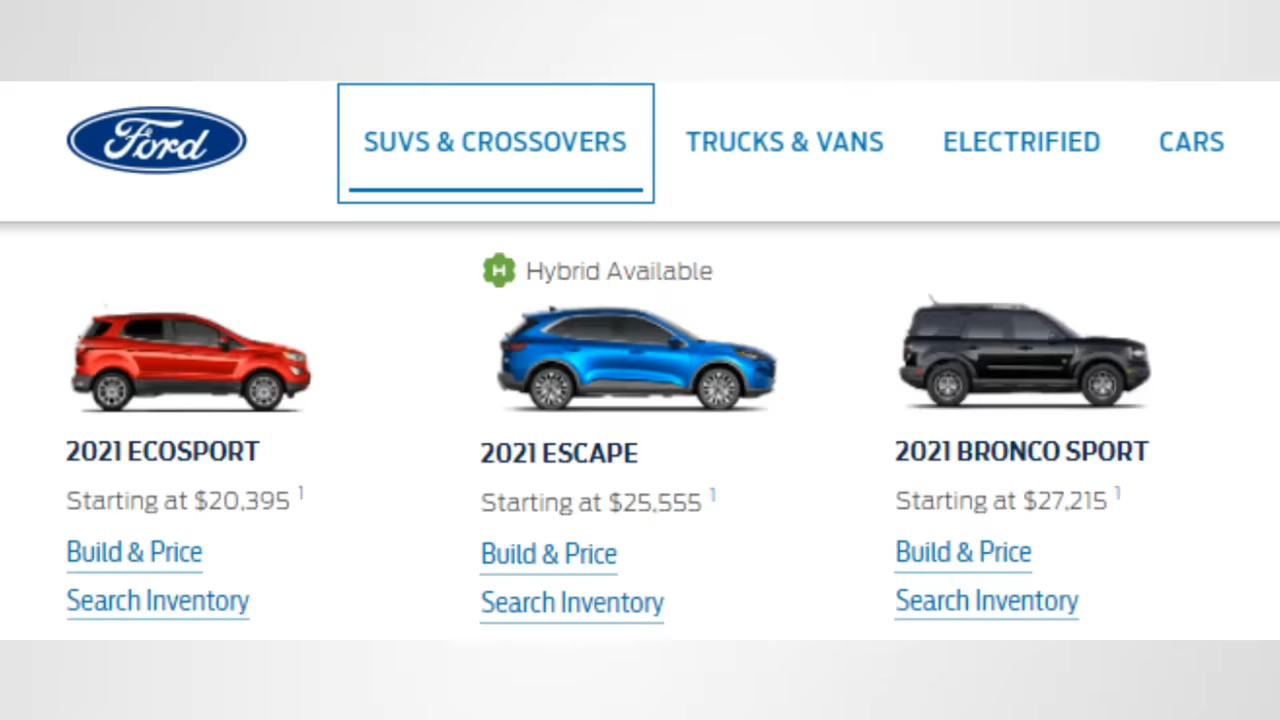 Ford
SUVS & CROSSOVERS
TRUCKS & VANS
ELECTRIFIED
CARS
H Hybrid Available
2021 ECOSPORT
Starting at $20,395 1
Build & Price
Search Inventory
2021 ESCAPE
Starting at $25,555 1
Build & Price
Search Inventory
2021 BRONCO SPORT
Starting at $27,215 1
Build & Price
Search Inventory